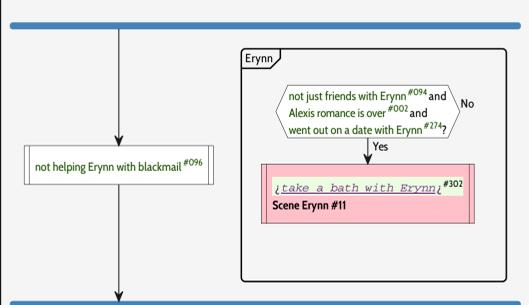 Erynn
not just friends with Erynn #094 and
Alexis romance is over #002 and
went out on a date with Erynn #274?
No
Yes
not helping Erynn with blackmail #096
¿take a bath with Erynn¿ #302
Scene Erynn #11